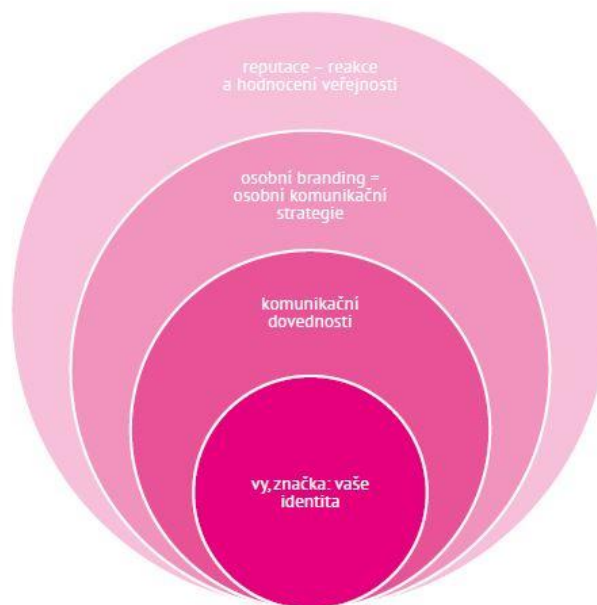 reputace – reakce
a hodnocení veřejnosti
osobní branding =
osobní komunikační
strategie
komunikační
dovednosti
vy, značka: vaše
identita